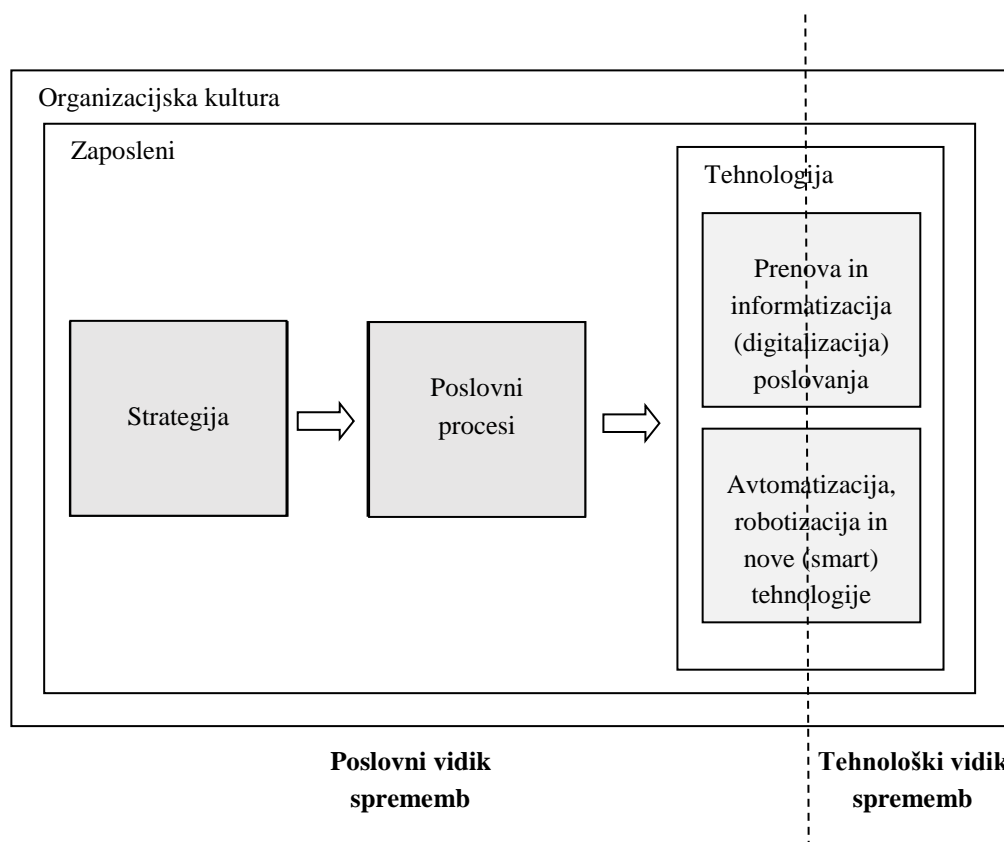 Organizacijska kultura
Zaposleni
Tehnologija
Strategija
Poslovni
procesi
Prenova in
informatizacija
(digitalizacija)
poslovanja
Avtomatizacija,
robotizacija in
nove (smart)
tehnologije
Poslovni vidik
sprememb
Tehnološki vidik
sprememb